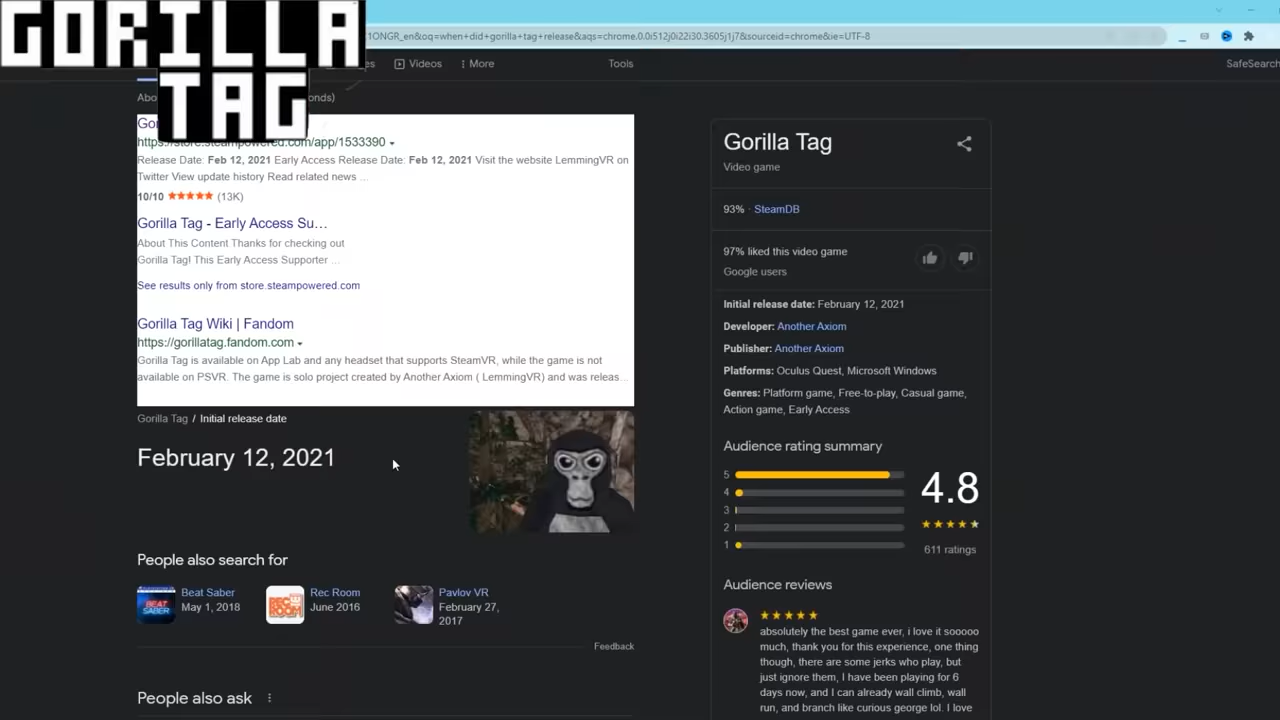 GORILLA
TAG
1ONGR_en&oq=when+did+gorilla+tag+release&aqs=chrome.0.0i512j0i22i30.3605j1j7&sourceid=chrome&ie=UTF-8
Videos
More
Tools
SafeSearch
https://store.steampowered.com/app/1533390
Release Date: Feb 12, 2021 Early Access Release Date: Feb 12, 2021 Visit the website LemmingVR on
Twitter View update history Read related news ...
10/10 ★★★★★ (13K)
Gorilla Tag - Early Access Su...
About This Content Thanks for checking out
Gorilla Tag! This Early Access Supporter ...
See results only from store.steampowered.com
Gorilla Tag Wiki | Fandom
https://gorillatag.fandom.com
Gorilla Tag is available on App Lab and any headset that supports SteamVR, while the game is not
available on PSVR. The game is solo project created by Another Axiom ( LemmingVR) and was releas...
Gorilla Tag / Initial release date
February 12, 2021
People also search for
Beat Saber
May 1, 2018
Rec Room
June 2016
Pavlov VR
February 27,
2017
Feedback
People also ask
Gorilla Tag
Video game
93% · SteamDB
97% liked this video game
Google users
Initial release date: February 12, 2021
Developer: Another Axiom
Publisher: Another Axiom
Platforms: Oculus Quest, Microsoft Windows
Genres: Platform game, Free-to-play, Casual game,
Action game, Early Access
Audience rating summary
5
4
3
2
1
4.8
611 ratings
Audience reviews
absolutely the best game ever, i love it sooooo
much, thank you for this experience, one thing
though, there are some jerks who play, but
just ignore them, I have been playing for 6
days now, and I can already wall climb, wall
run, and branch like curious george lol. I love